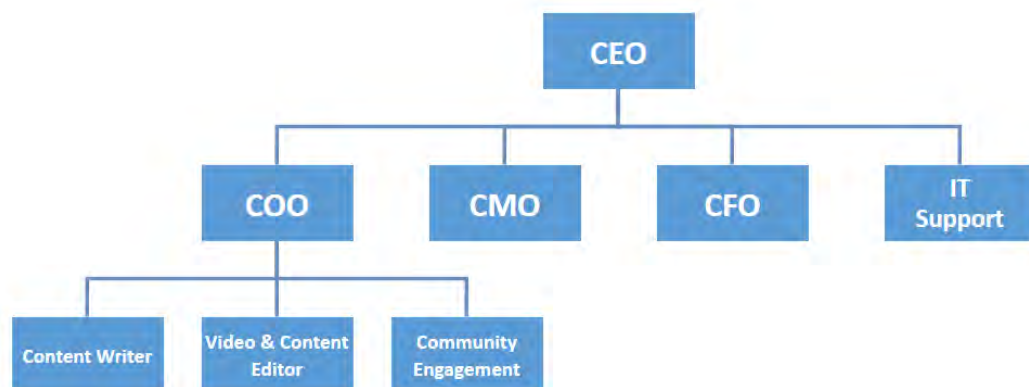 CEO
COO
CMO
CFO
IT
Support
Content Writer
Video & Content
Editor
Community
Engagement